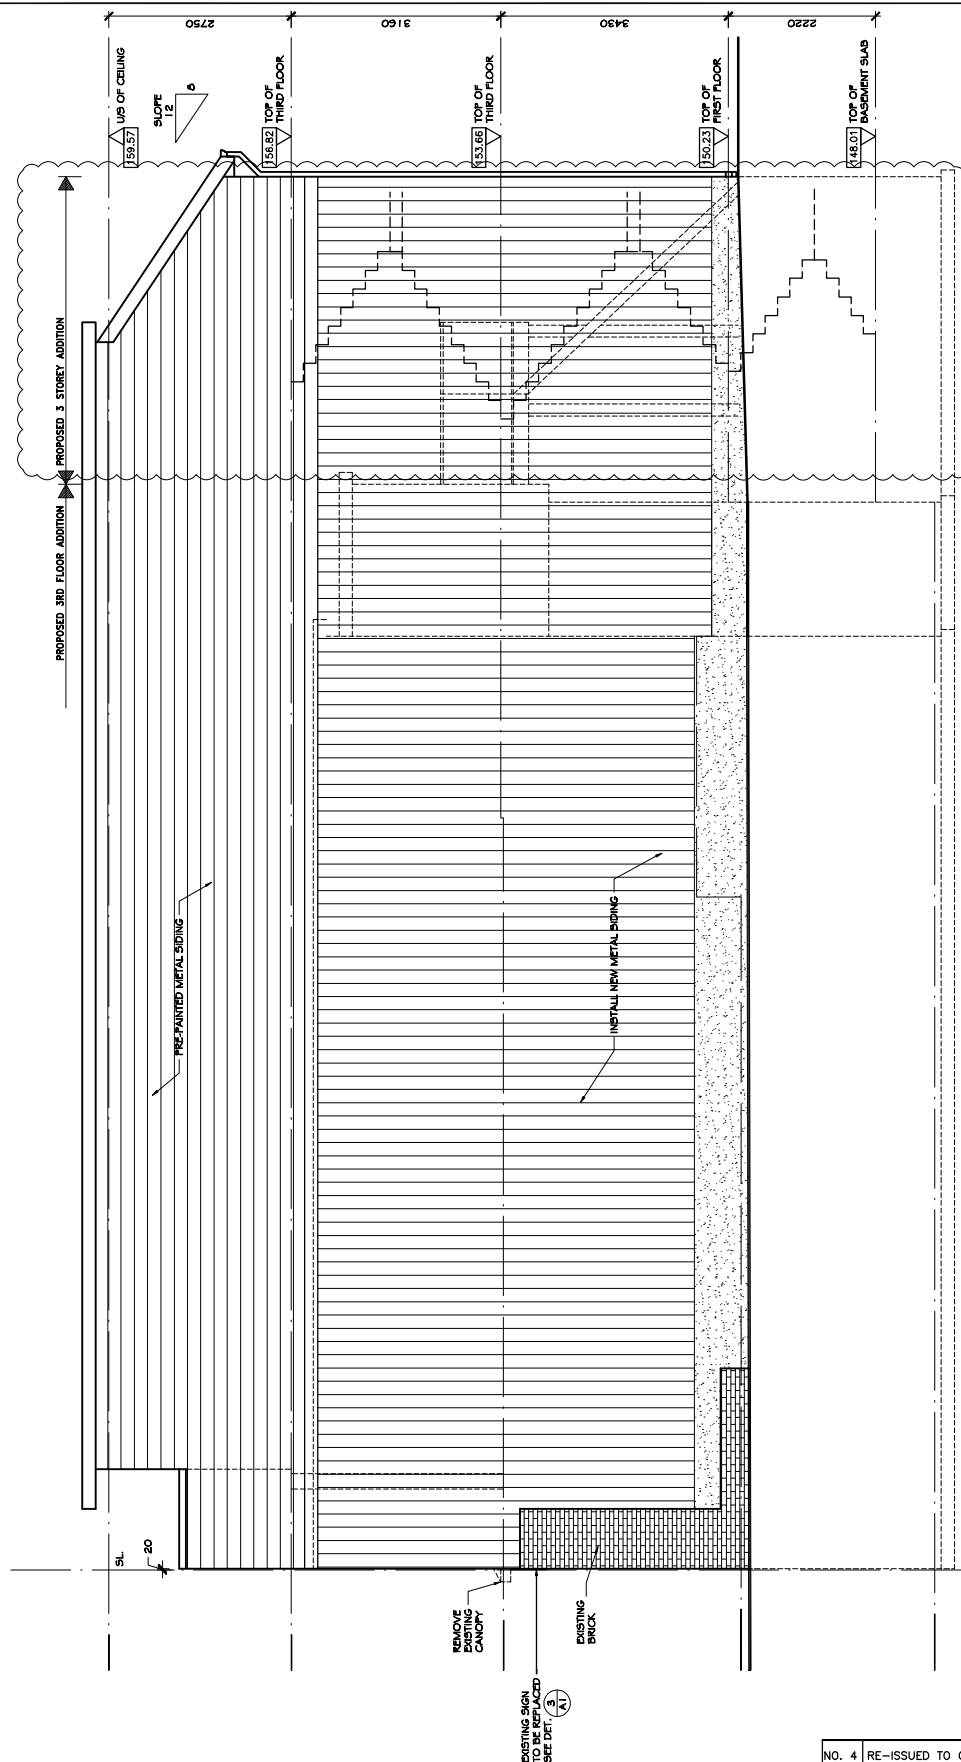 2750
3160
3430
2220
U/S OF CEILING
159.57
SLOPE
12
8
TOP OF
THIRD FLOOR
156.82
TOP OF
THIRD FLOOR
153.66
TOP OF
FIRST FLOOR
150.23
TOP OF
BASEMENT SLAB
148.01
PROPOSED 3RD FLOOR ADDITION
PROPOSED 3 STOREY ADDITION
PRE-PAINTED METAL SIDING
INSTALL NEW METAL SIDING
SL.
20
REMOVE
EXISTING
CANOPY
EXISTING
BRICK
EXISTING SIGN
TO BE REPLACED
SEE DET. 3
A1
NO. 4 RE-ISSUED TO